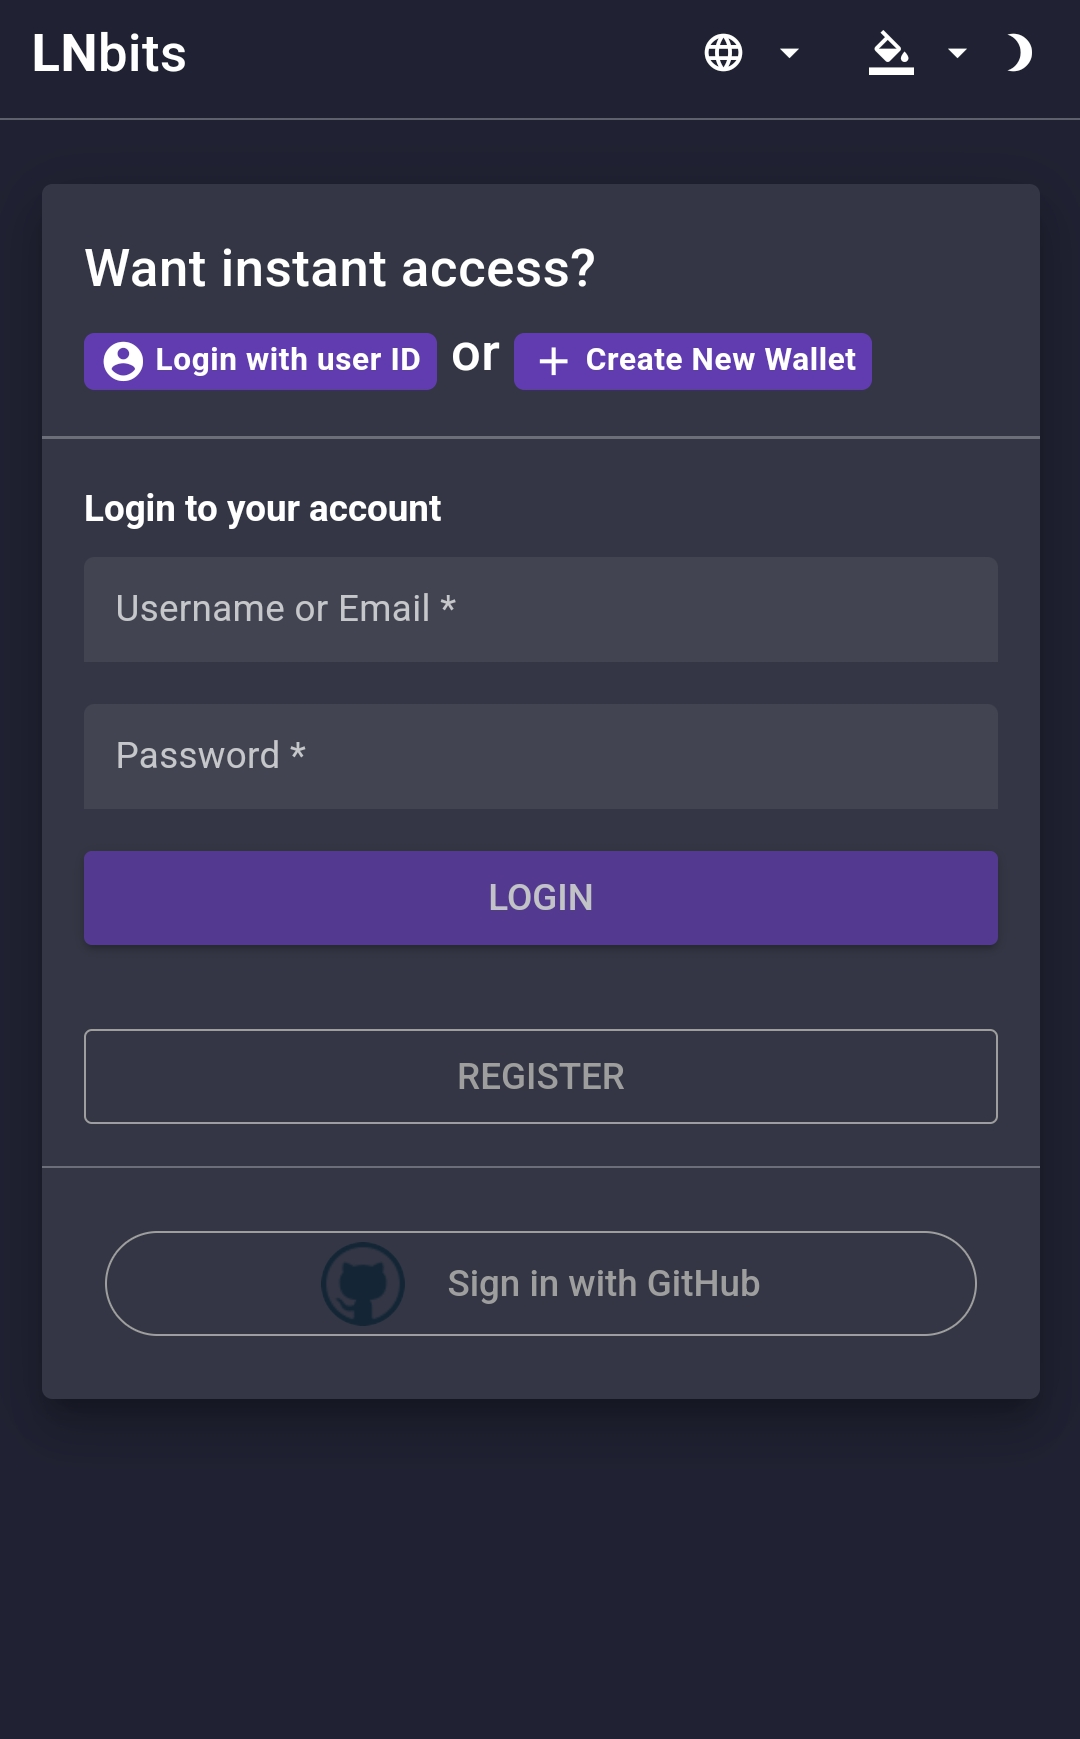 LNbits
Want instant access?
Login with user ID or Create New Wallet
Login to your account
Username or Email *
Password *
LOGIN
REGISTER
Sign in with GitHub